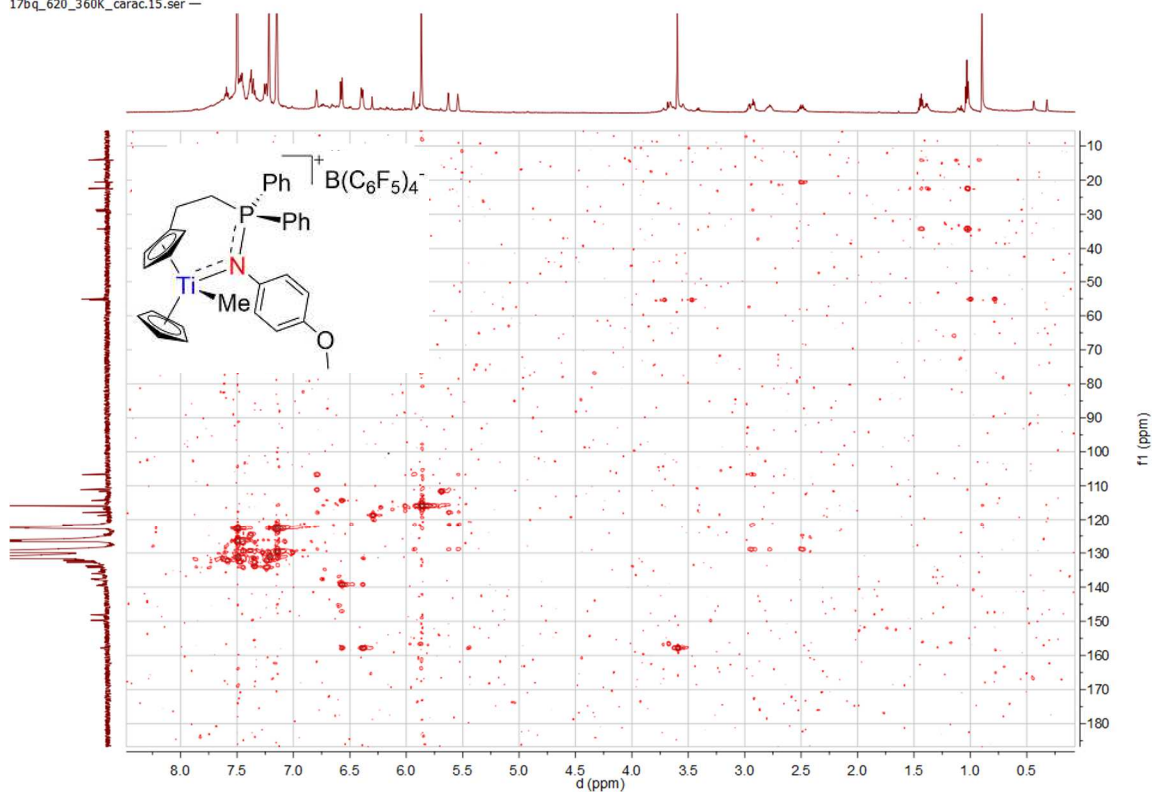 17bq_620_360K_carac.15.ser —
Ph
+
B(C6F5)4-
P
Ph
N
Ti
Me
O
10
20
30
40
50
60
70
80
90
100
110
120
130
140
150
160
170
180
f1 (ppm)
8.0 7.5 7.0 6.5 6.0 5.5 5.0 4.5 4.0 3.5 3.0 2.5 2.0 1.5 1.0 0.5
d (ppm)